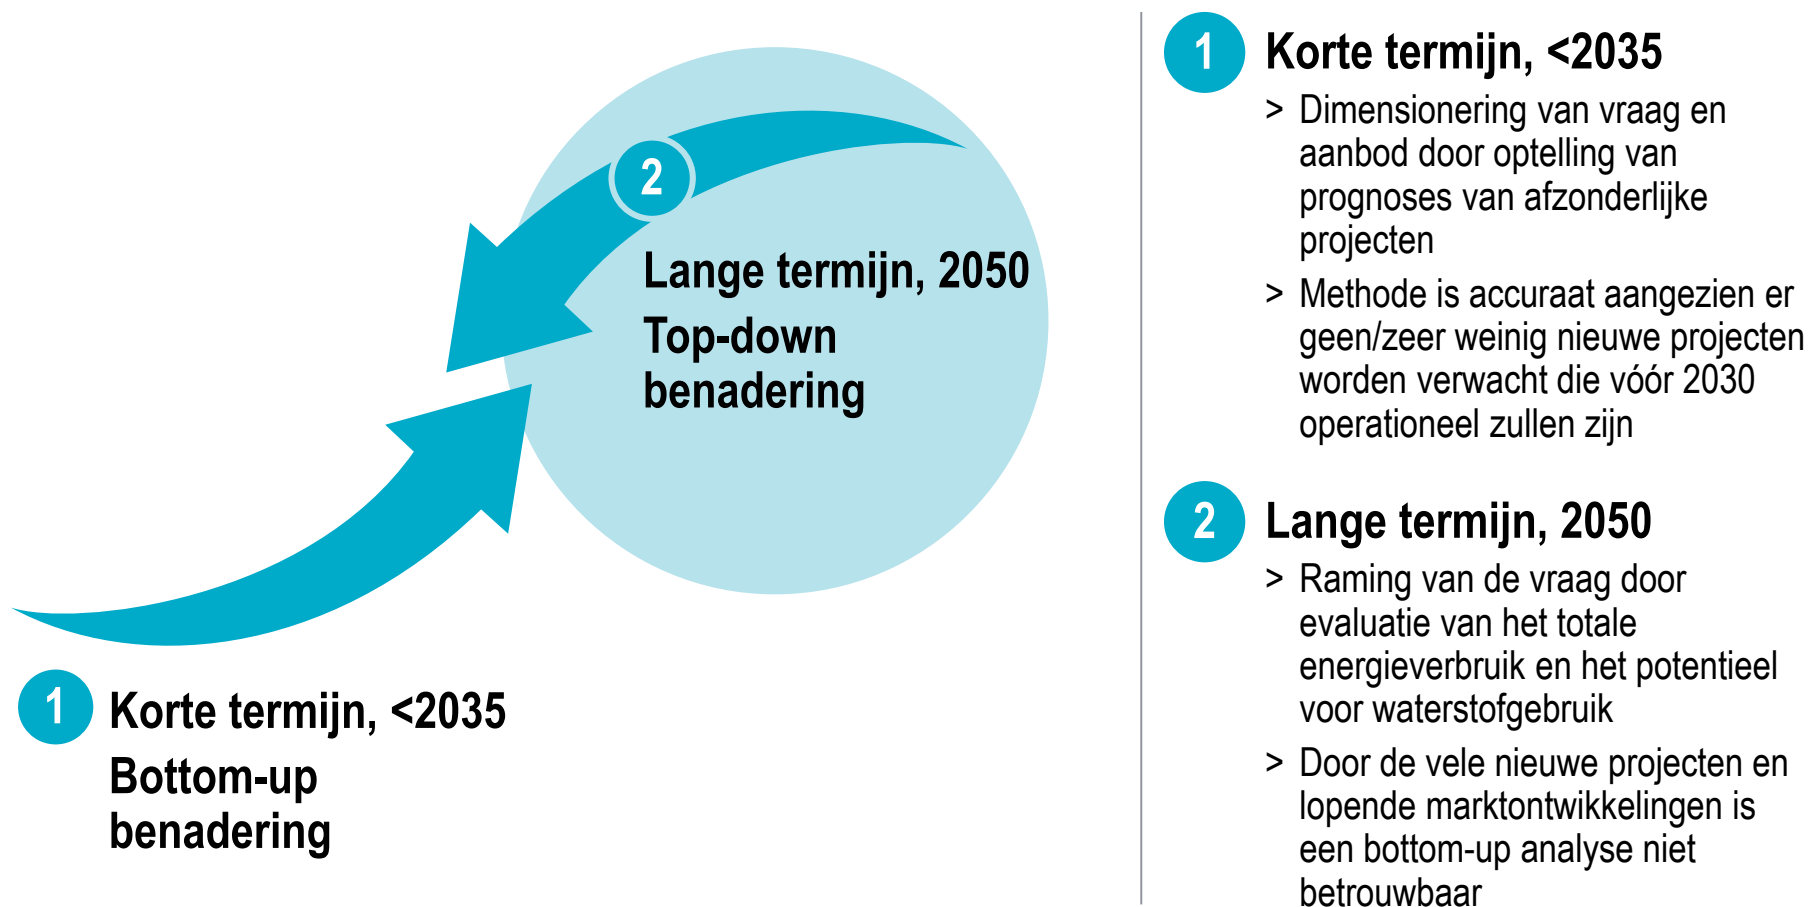 2
Lange termijn, 2050
Top-down
benadering
1
Korte termijn, <2035
Bottom-up
benadering
1 Korte termijn, <2035
> Dimensionering van vraag en
aanbod door optelling van
prognoses van afzonderlijke
projecten
> Methode is accuraat aangezien er
geen/zeer weinig nieuwe projecten
worden verwacht die vóór 2030
operationeel zullen zijn
2 Lange termijn, 2050
> Raming van de vraag door
evaluatie van het totale
energieverbruik en het potentieel
voor waterstofgebruik
> Door de vele nieuwe projecten en
lopende marktontwikkelingen is
een bottom-up analyse niet
betrouwbaar